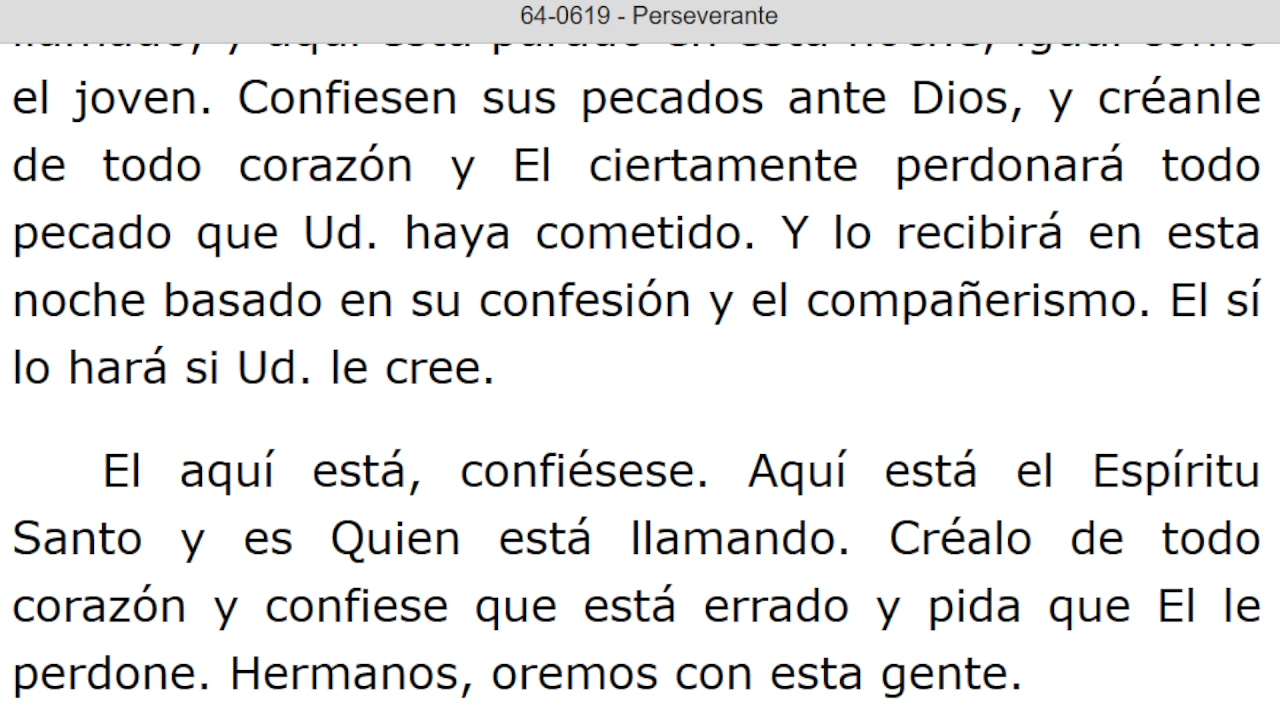 64-0619 - Perseverante
el joven. Confiesen sus pecados ante Dios, y créanle
de todo corazón y El ciertamente perdonará todo
pecado que Ud. haya cometido. Y lo recibirá en esta
noche basado en su confesión y el compañerismo. El sí
lo hará si Ud. le cree.
El aquí está, confiésese. Aquí está el Espíritu
Santo y es Quien está llamando. Créalo de todo
corazón y confiese que está errado y pida que El le
perdone. Hermanos, oremos con esta gente.